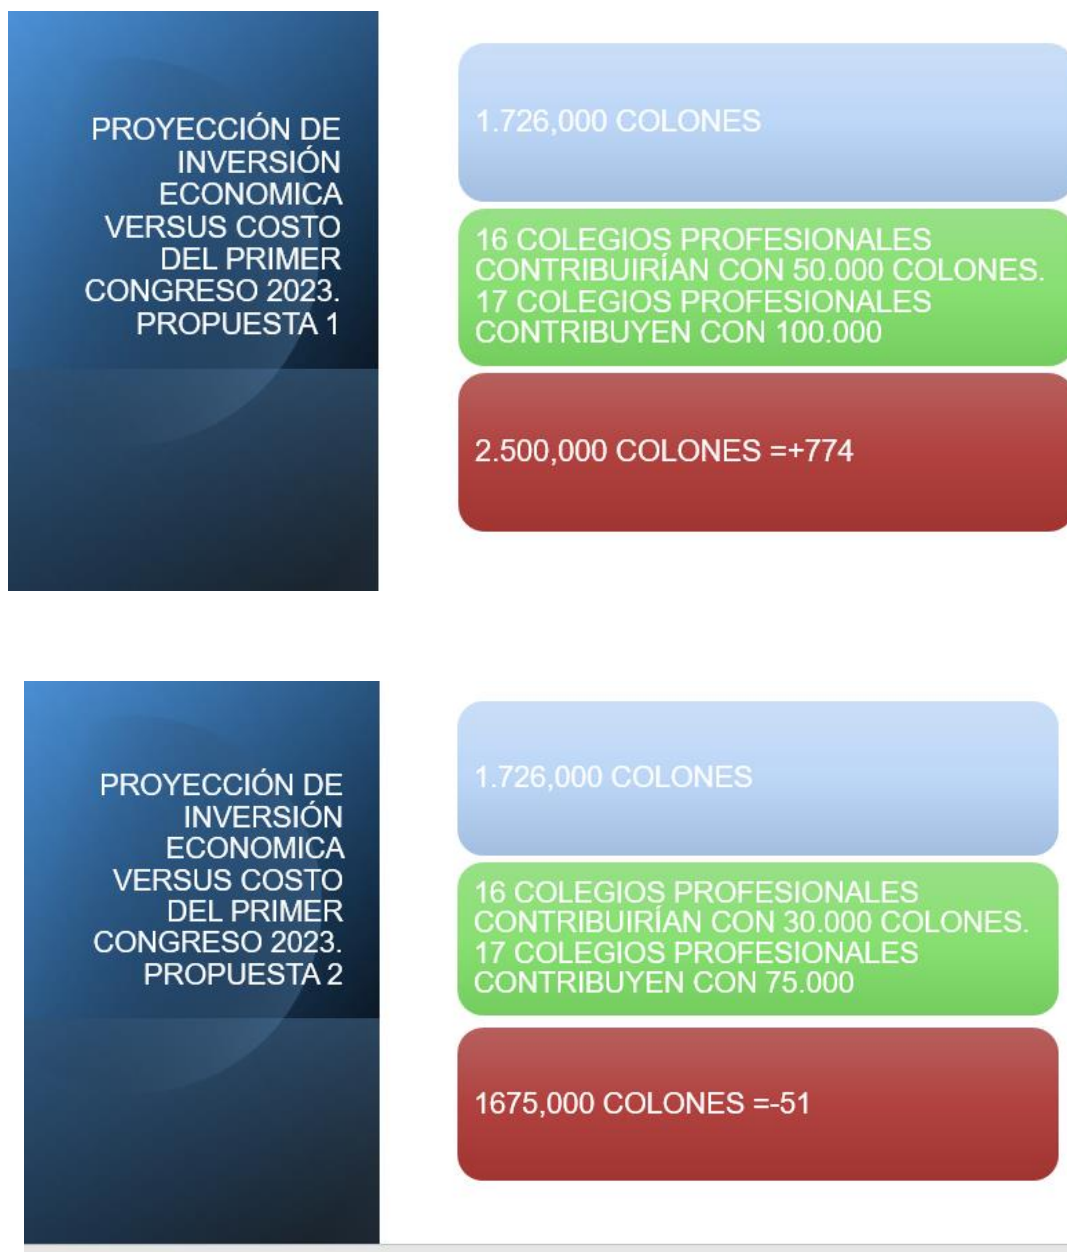 PROYECCIÓN DE
INVERSIÓN
ECONOMICA
VERSUS COSTO
DEL PRIMER
CONGRESO 2023.
PROPUESTA 1
1.726,000 COLONES
16 COLEGIOS PROFESIONALES
CONTRIBUIRÍAN CON 50.000 COLONES.
17 COLEGIOS PROFESIONALES
CONTRIBUYEN CON 100.000
2.500,000 COLONES =+774
PROYECCIÓN DE
INVERSIÓN
ECONOMICA
VERSUS COSTO
DEL PRIMER
CONGRESO 2023.
PROPUESTA 2
1.726,000 COLONES
16 COLEGIOS PROFESIONALES
CONTRIBUIRÍAN CON 30.000 COLONES.
17 COLEGIOS PROFESIONALES
CONTRIBUYEN CON 75.000
1675,000 COLONES =-51